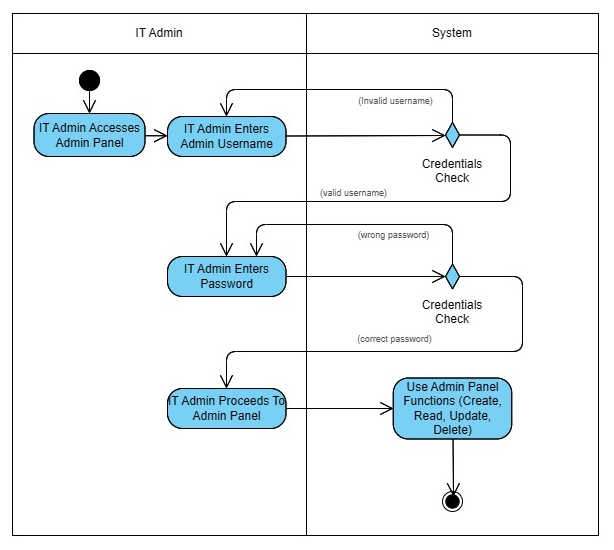 IT Admin
System
(Invalid username)
IT Admin Accesses
Admin Panel
IT Admin Enters
Admin Username
Credentials
Check
(valid username)
(wrong password)
IT Admin Enters
Password
Credentials
Check
(correct password)
IT Admin Proceeds To
Admin Panel
Use Admin Panel
Functions (Create,
Read, Update,
Delete)